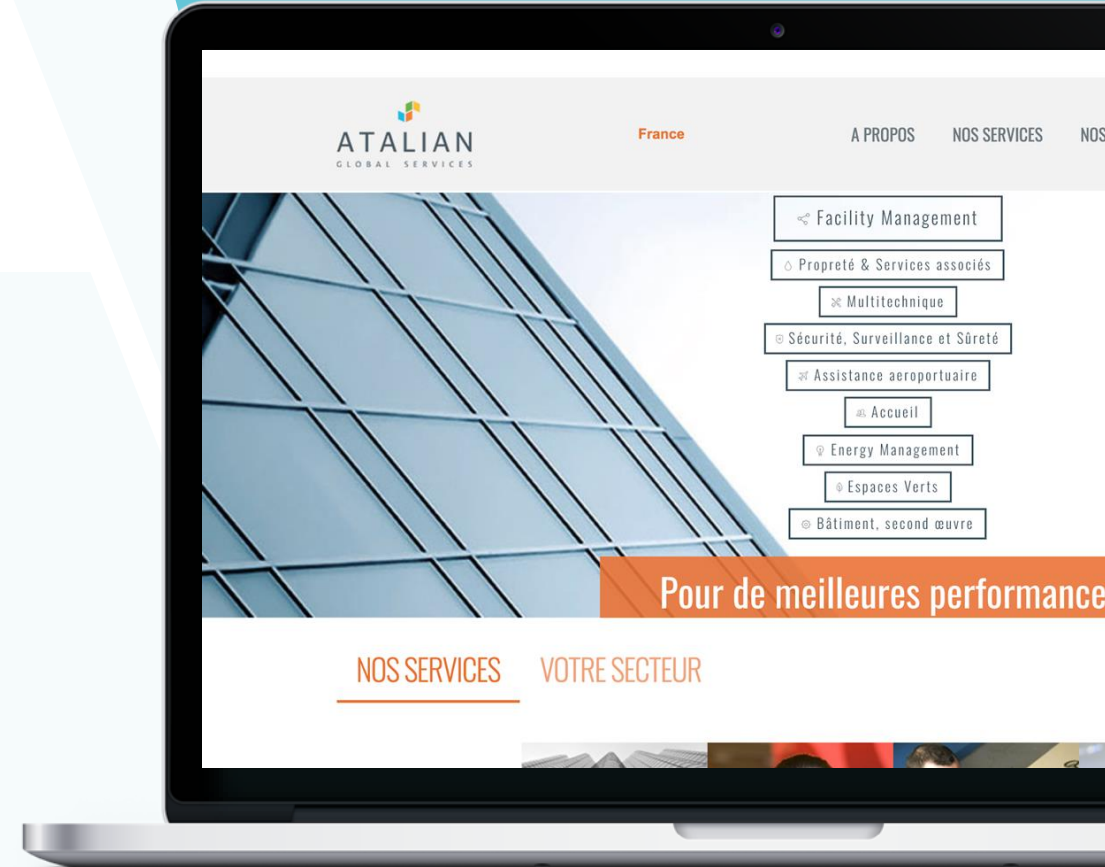 ATALIAN
GLOBAL SERVICES
France
A PROPOS
NOS SERVICES
NOS
Facility Management
Propreté & Services associés
Multitechnique
Sécurité, Surveillance et Sûreté
Assistance aeroportuaire
Accueil
Energy Management
Espaces Verts
Bâtiment, second œuvre
Pour de meilleures performance
NOS SERVICES
VOTRE SECTEUR